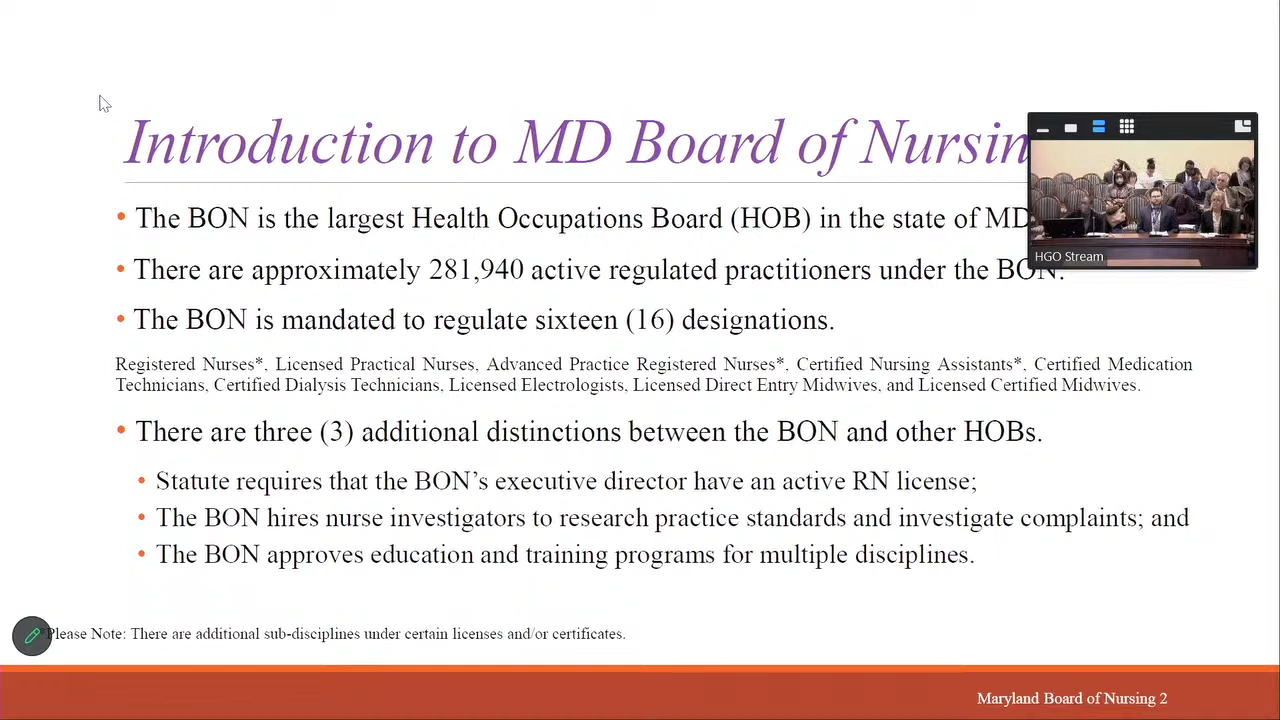 Introduction to MD Board of Nursin
• The BON is the largest Health Occupations Board (HOB) in the state of MD
• There are approximately 281,940 active regulated practitioners under the BON.
HGO Stream
• The BON is mandated to regulate sixteen (16) designations.
Registered Nurses*, Licensed Practical Nurses, Advanced Practice Registered Nurses*, Certified Nursing Assistants*, Certified Medication
Technicians, Certified Dialysis Technicians, Licensed Electrologists, Licensed Direct Entry Midwives, and Licensed Certified Midwives.
• There are three (3) additional distinctions between the BON and other HOBs.
• Statute requires that the BON’s executive director have an active RN license;
• The BON hires nurse investigators to research practice standards and investigate complaints; and
• The BON approves education and training programs for multiple disciplines.
*Please Note: There are additional sub-disciplines under certain licenses and/or certificates.
Maryland Board of Nursing 2